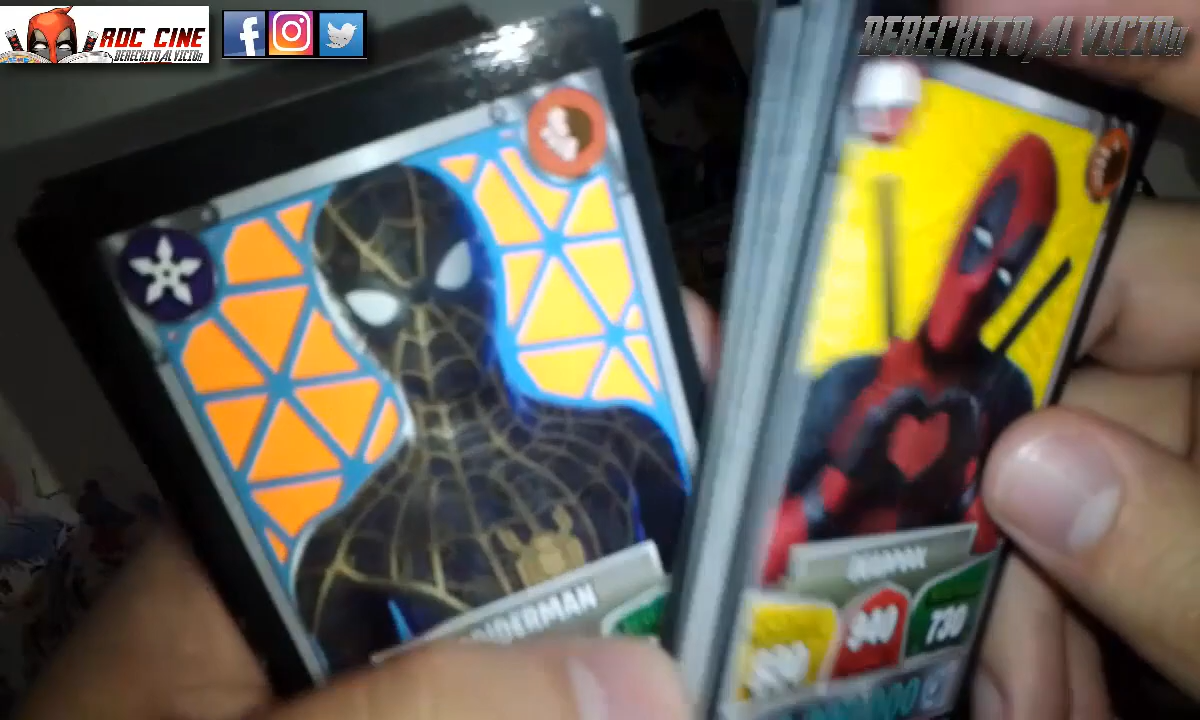 RDC CINE
DERECHITO AL VICIO!!
DERECHITO AL VICIO!!
SPIDERMAN
DEADPOOL
940
730